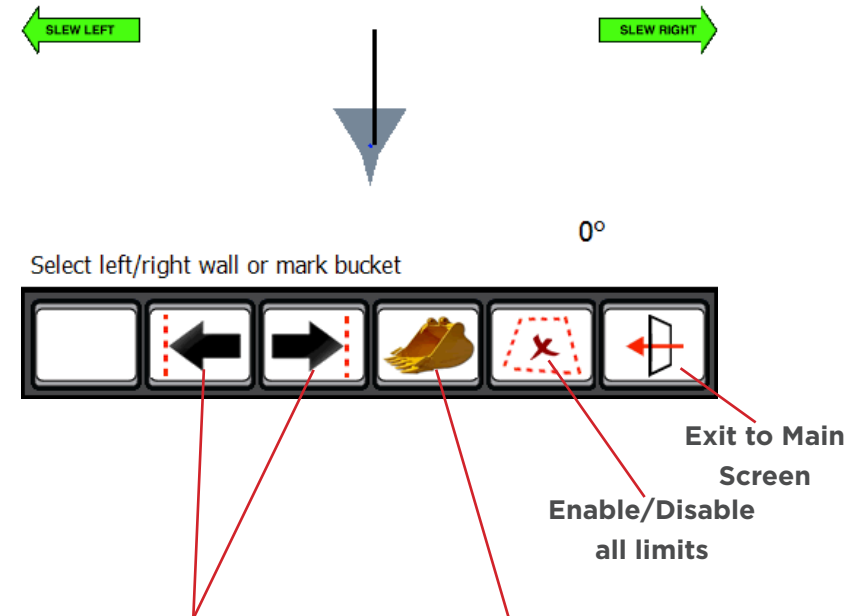 SLEW LEFT
SLEW RIGHT
0°
Select left/right wall or mark bucket
Exit to Main
Screen
Enable/Disable
all limits